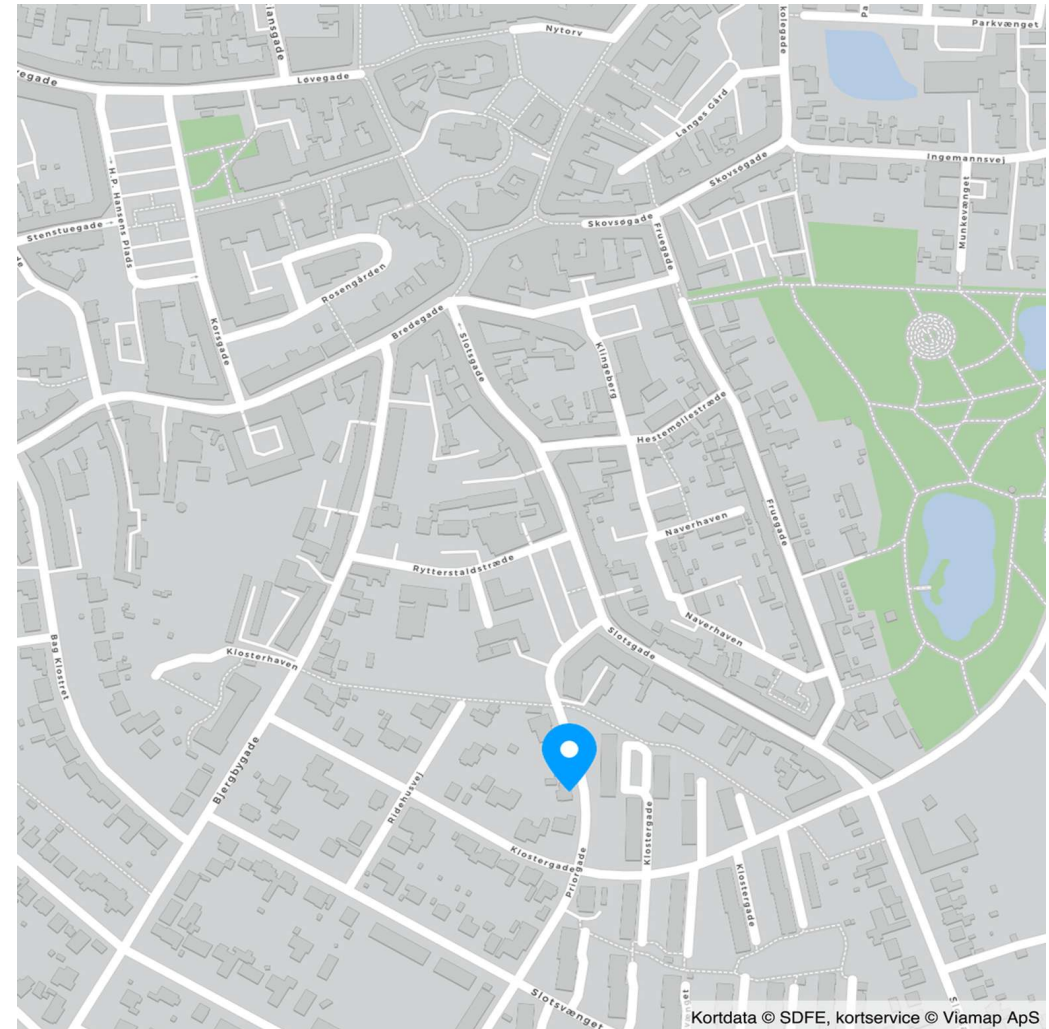 Nytorv
Parkvænget
Løvegade
Langes Gård
Ingemannsvej
Skovsøgade
Munkevænget
← H.P. Hansens Plads
Stenstuegade →
Skovsøgade
Fruegade
Rosengården
Korsgade
Bredegade
← Slotsgade
Klingeberg
Hestemøllestræde
Fruegade
Naverhaven
Rytterstaldstræde
Naverhaven
Slotsgade
Klosterhaven
Bag Klostret
Bjergbygade
Ridehusvej
Klostergade
Klostergade
Priorgade
Klostergade
Slotsvænget
Kortdata © SDFE, kortservice © Viamap ApS